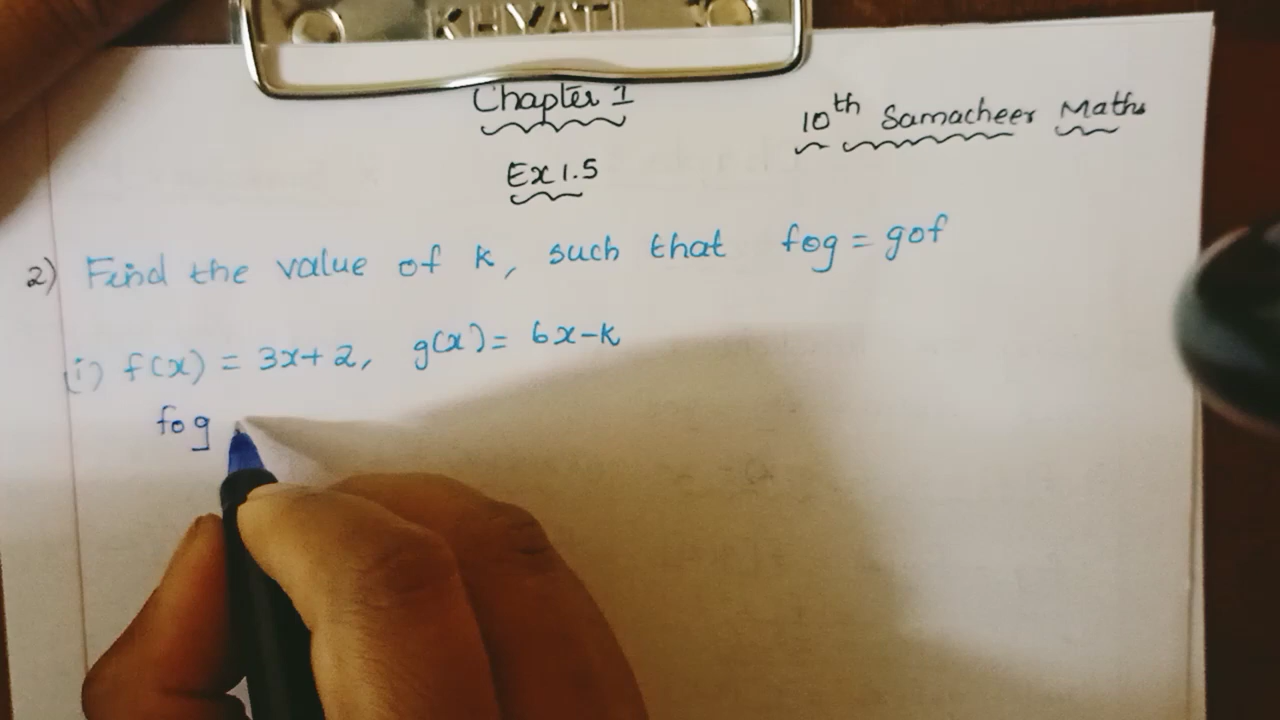 KHYATI
Chapter 1
10th Samacheer Maths
Ex 1.5
2) Find the value of k, such that fog = gof
(i) f(x) = 3x+2, g(x) = 6x-k
fog